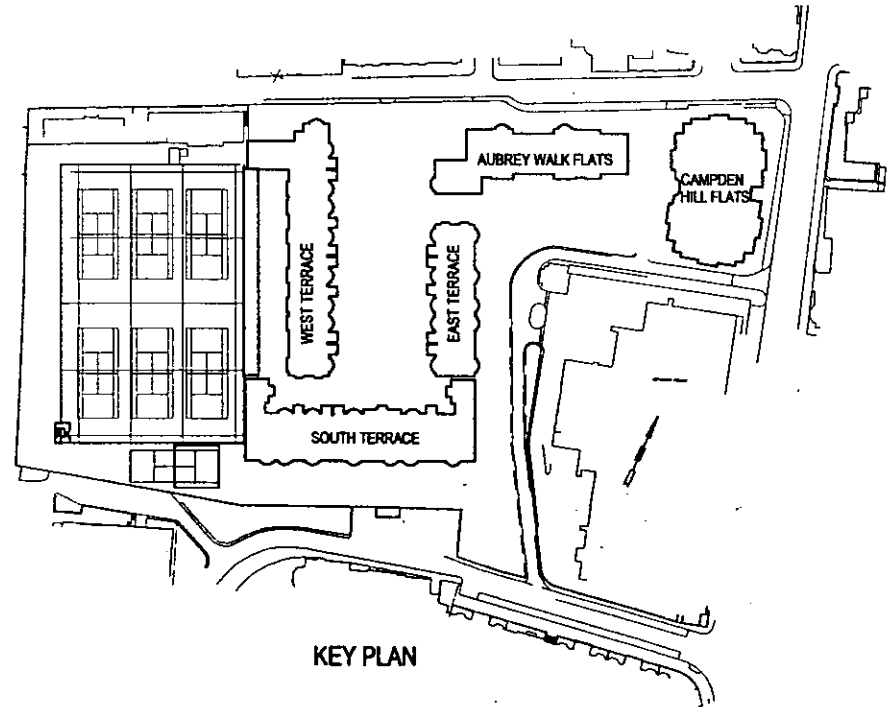 AUBREY WALK FLATS
CAMPDEN
HILL FLATS
WEST TERRACE
EAST TERRACE
SOUTH TERRACE
KEY PLAN